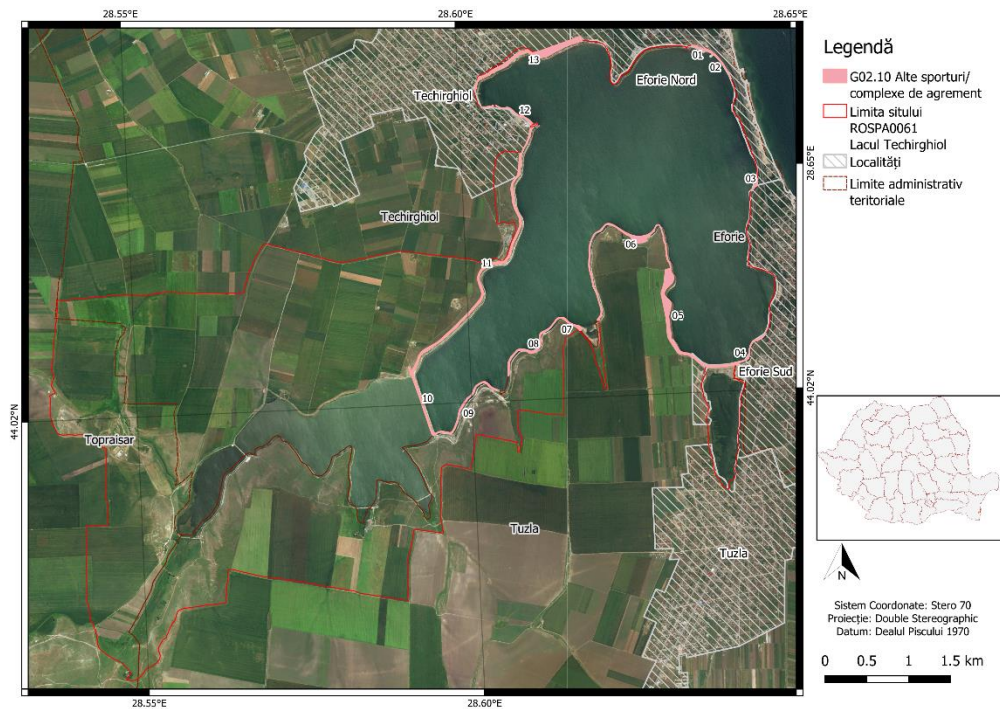 28.55°E
28.60°E
28.65°E
Legendă
G02.10 Alte sporturi/
complexe de agrement
Limita sitului
ROSPA0061
Lacul Techirghiol
Localități
Limite administrativ
teritoriale
13
01
02
Eforie Nord
Techirghiol
12
28.65°E
03
Techirghiol
06
Eforie
11
05
07
08
04
Eforie Sud
10
09
44.02°N
44.02°N
Topraisar
Tuzla
Tuzla
N
Sistem Coordonate: Stero 70
Proiecție: Double Stereographic
Datum: Dealul Piscului 1970
0 0.5 1 1.5 km
28.55°E
28.60°E